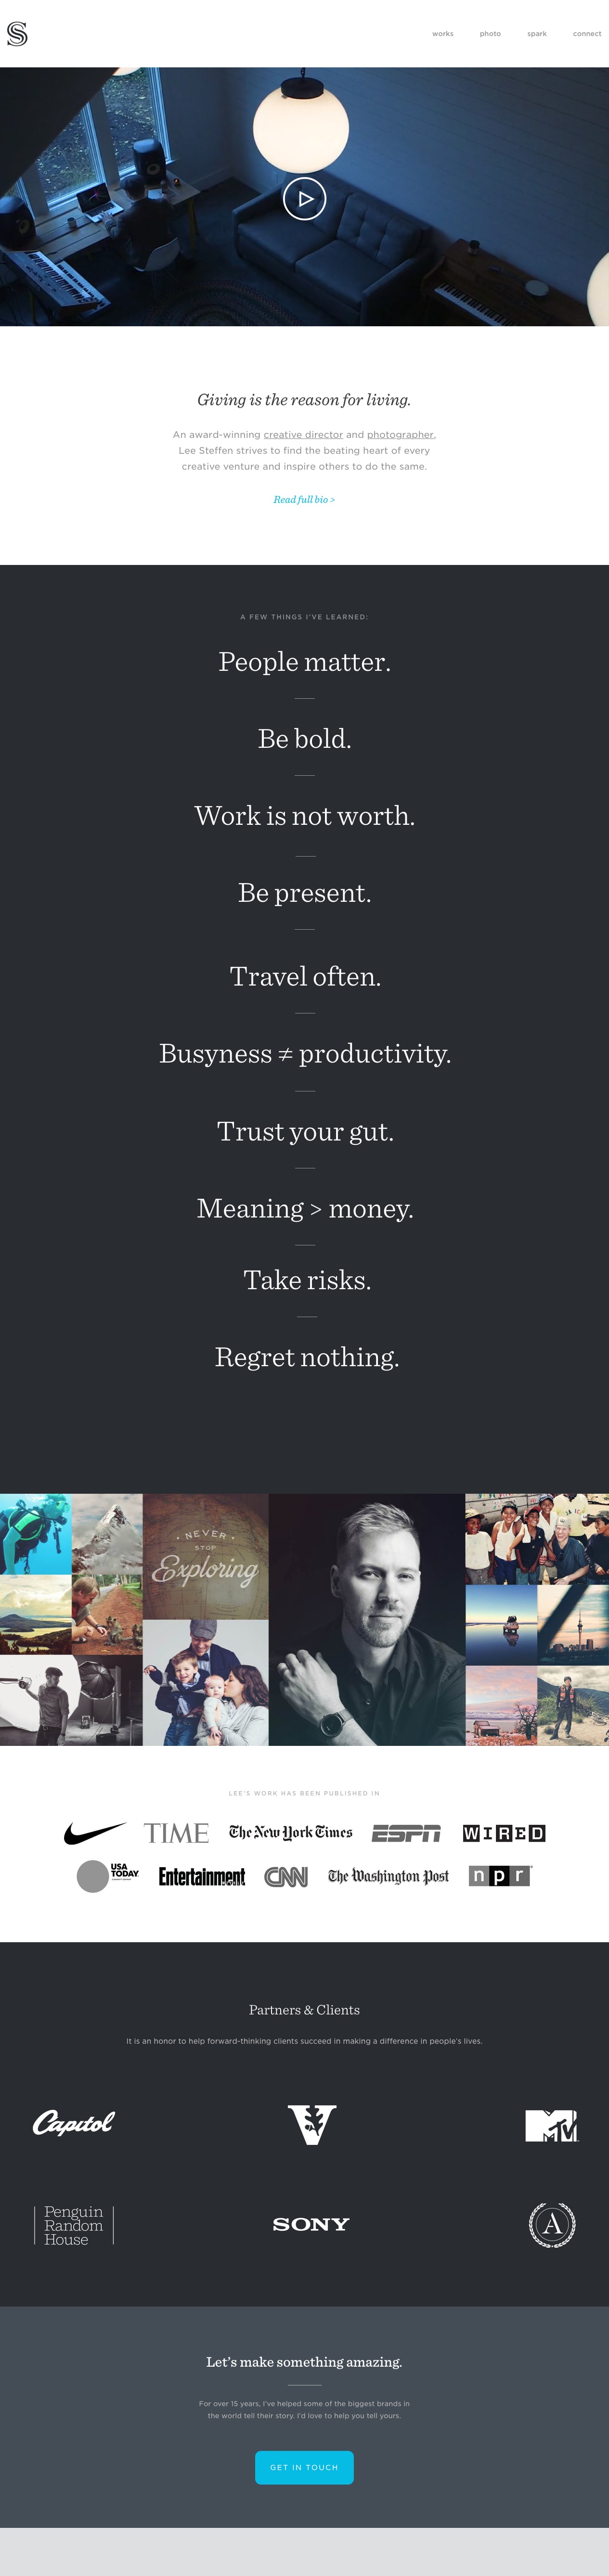 S
works photo spark connect
Giving is the reason for living.
An award-winning creative director and photographer,
Lee Steffen strives to find the beating heart of every
creative venture and inspire others to do the same.
Read full bio >
A FEW THINGS I'VE LEARNED:
People matter.
Be bold.
Work is not worth.
Be present.
Travel often.
Busyness ≠ productivity.
Trust your gut.
Meaning > money.
Take risks.
Regret nothing.
NEVER
STOP
Exploring
LEE'S WORK HAS BEEN PUBLISHED IN
TIME The New York Times ESPN WIRED
USA TODAY Entertainment CNN The Washington Post npr
Partners & Clients
It is an honor to help forward-thinking clients succeed in making a difference in people's lives.
Capitol V MTV
Penguin
Random
House
SONY
A
Let's make something amazing.
For over 15 years, I've helped some of the biggest brands in
the world tell their story. I'd love to help you tell yours.
GET IN TOUCH